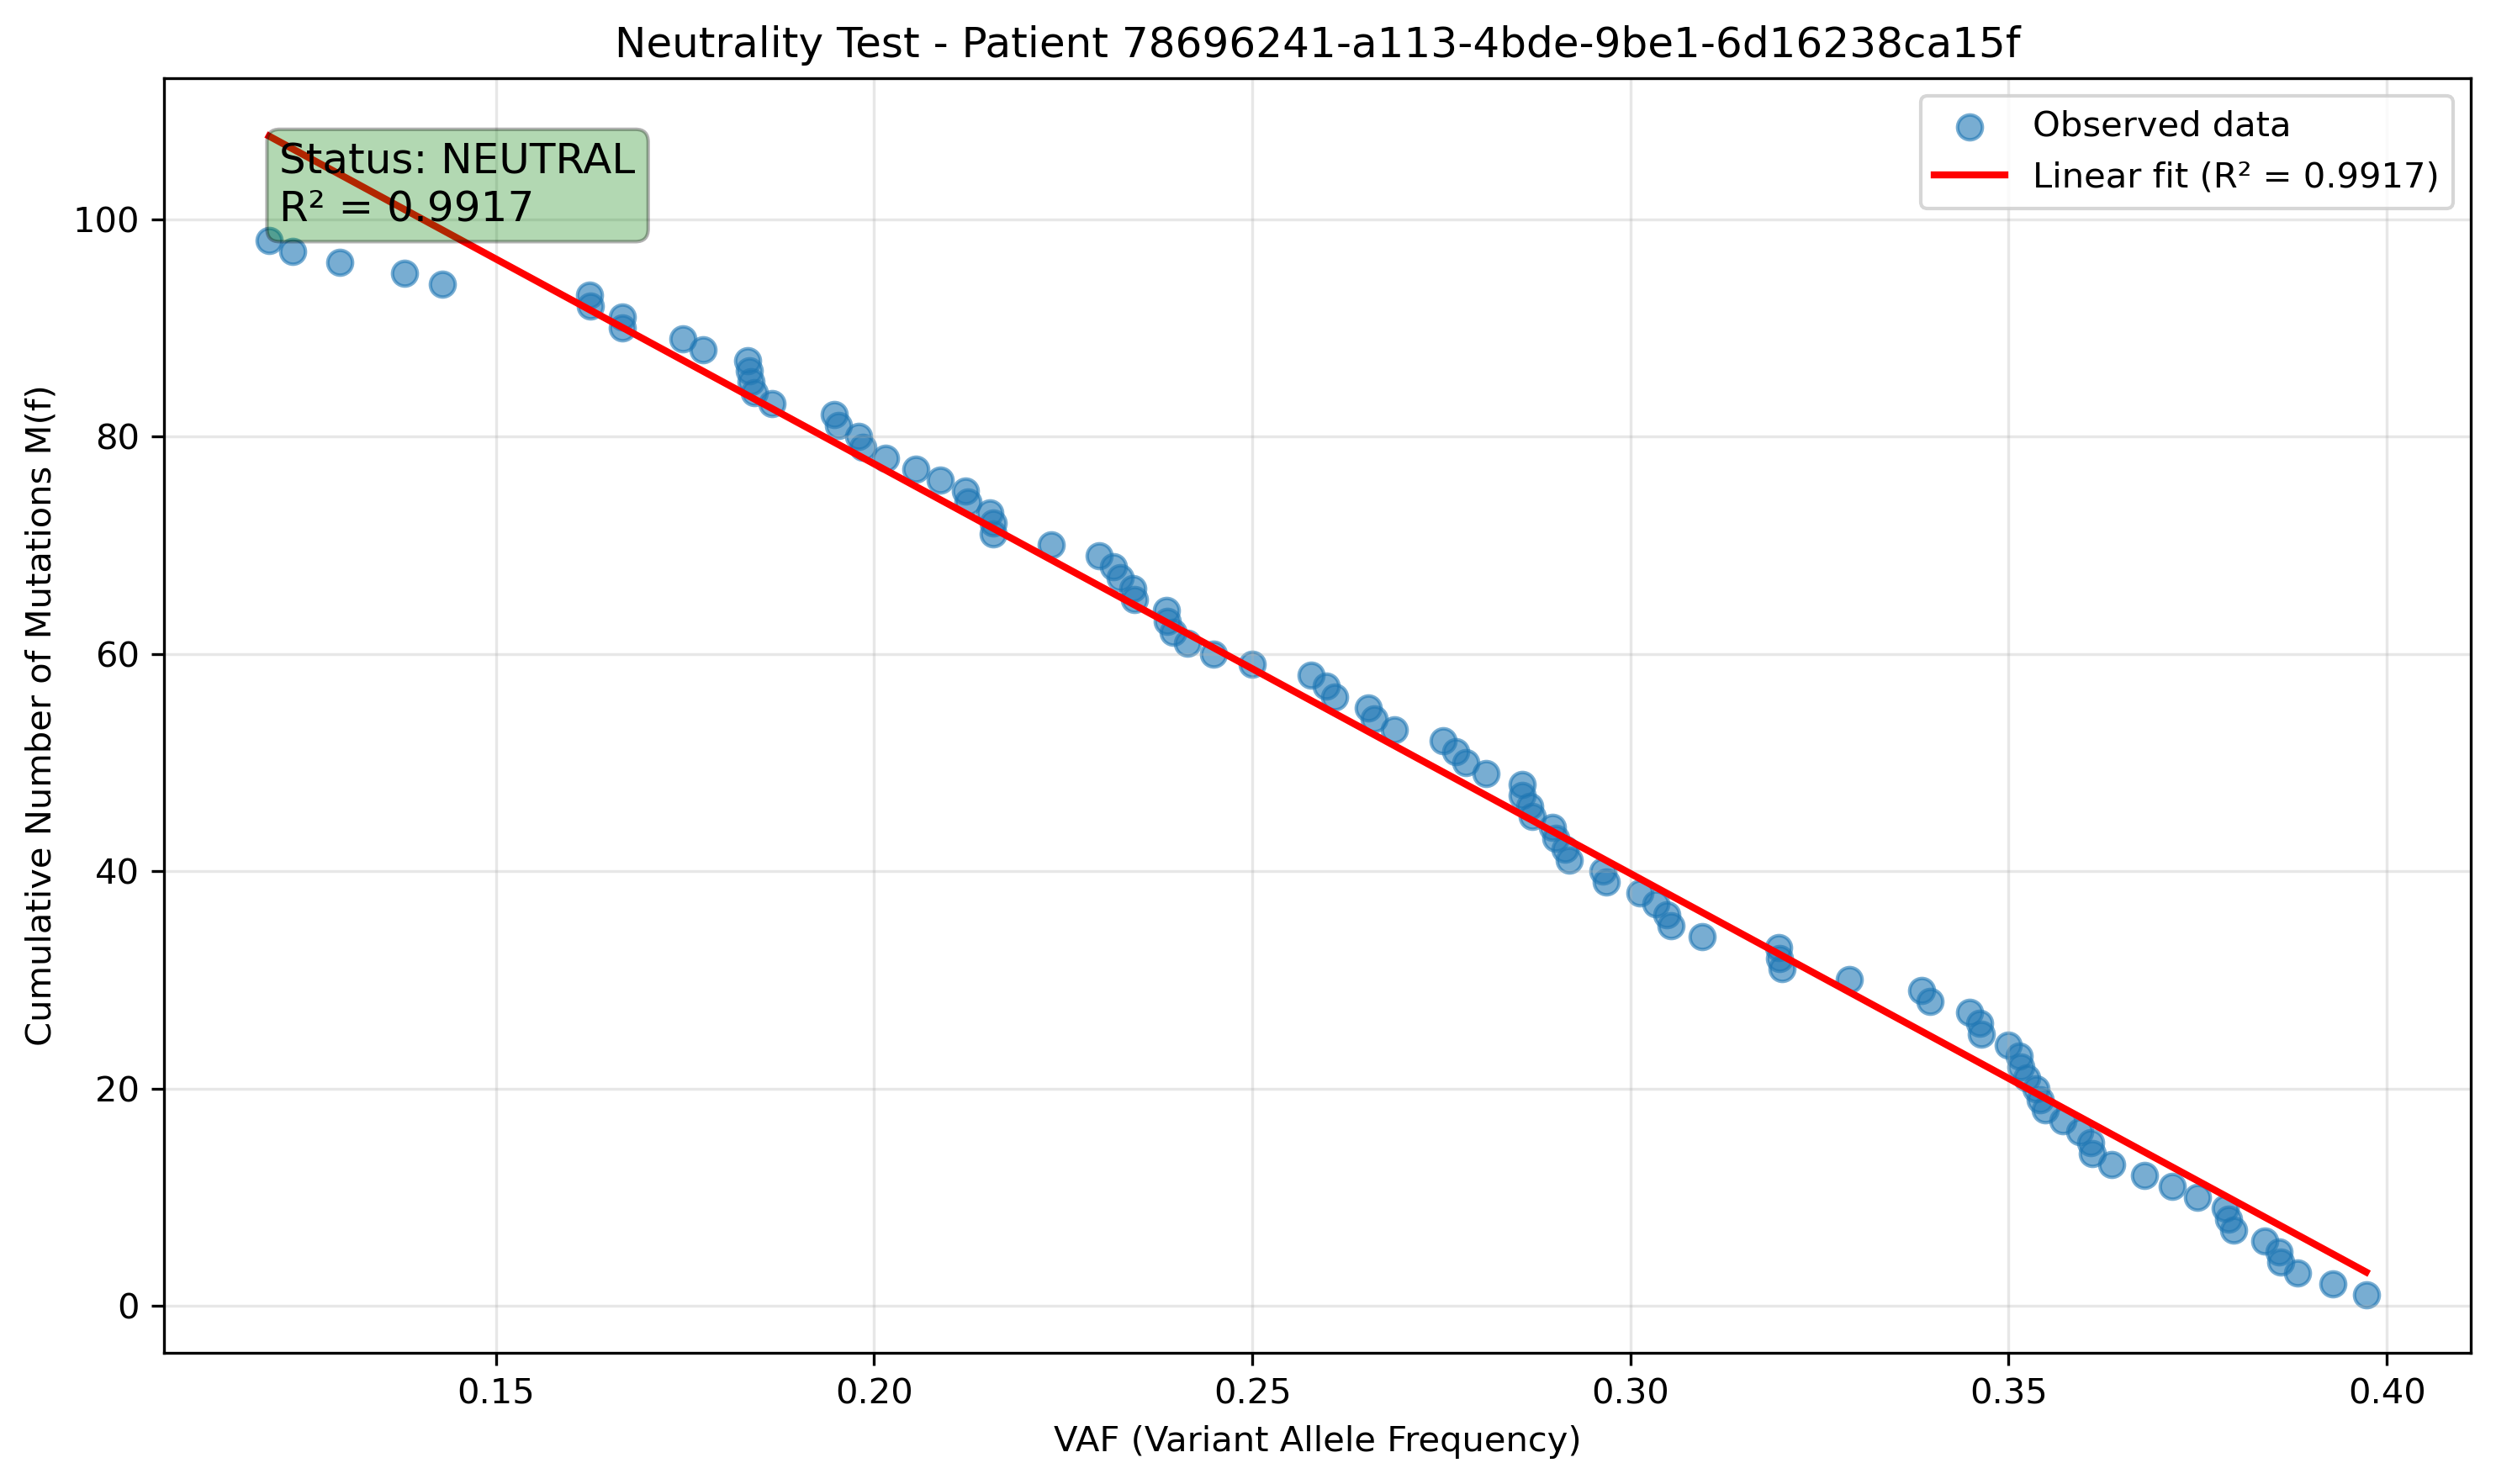 Neutrality Test - Patient 78696241-a113-4bde-9be1-6d16238ca15f
Status: NEUTRAL
R² = 0.9917
Observed data
Linear fit (R² = 0.9917)
Cumulative Number of Mutations M(f)
100
80
60
40
20
0
0.15 0.20 0.25 0.30 0.35 0.40
VAF (Variant Allele Frequency)